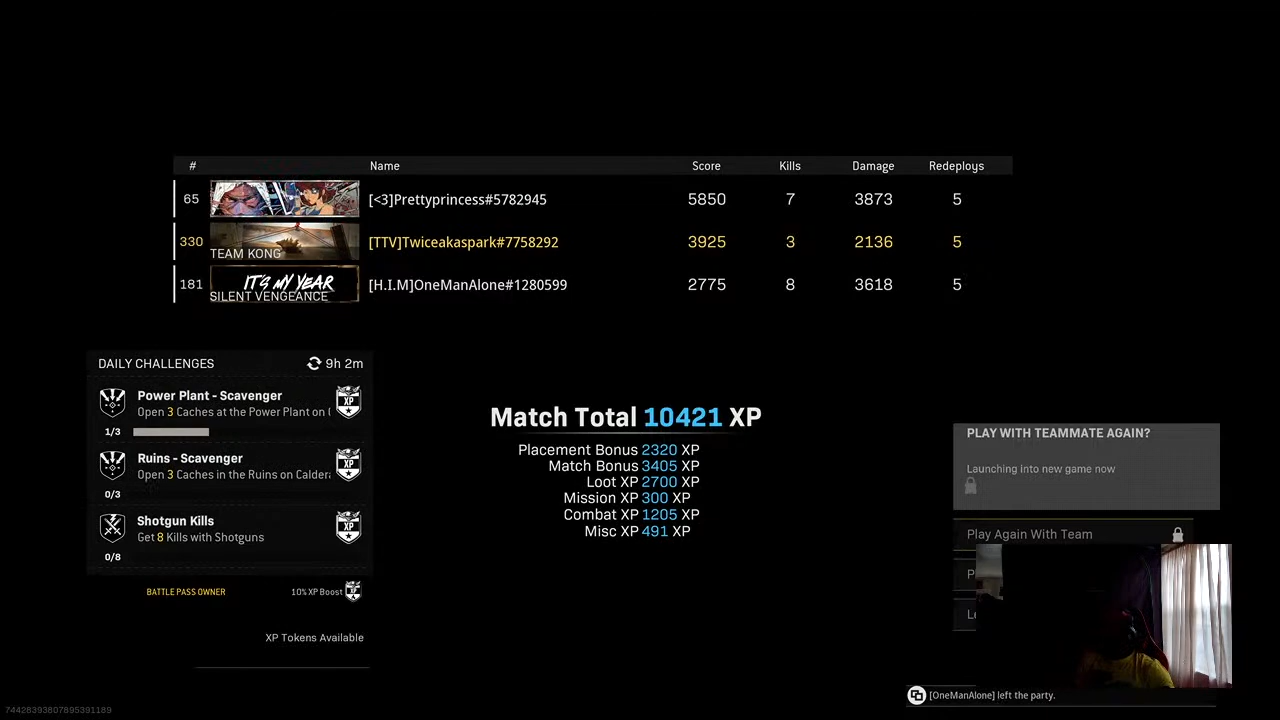 # Name Score Kills Damage Redeploys
65 [<3]Prettyprincess#5782945 5850 7 3873 5
330 TEAM KONG [TTV]Twiceakaspark#7758292 3925 3 2136 5
181 IT'S MY YEAR SILENT VENGEANCE [H.I.M]OneManAlone#1280599 2775 8 3618 5
DAILY CHALLENGES 9h 2m
Power Plant - Scavenger XP
Open 3 Caches at the Power Plant on
1/3
Ruins - Scavenger XP
Open 3 Caches in the Ruins on Caldera
0/3
Shotgun Kills XP
Get 8 Kills with Shotguns
0/8
BATTLE PASS OWNER 10% XP Boost XP
XP Tokens Available
Match Total 10421 XP
Placement Bonus 2320 XP
Match Bonus 3405 XP
Loot XP 2700 XP
Mission XP 300 XP
Combat XP 1205 XP
Misc XP 491 XP
PLAY WITH TEAMMATE AGAIN?
Launching into new game now
Play Again With Team
P
Le
[OneManAlone] left the party.
74428393807895391189